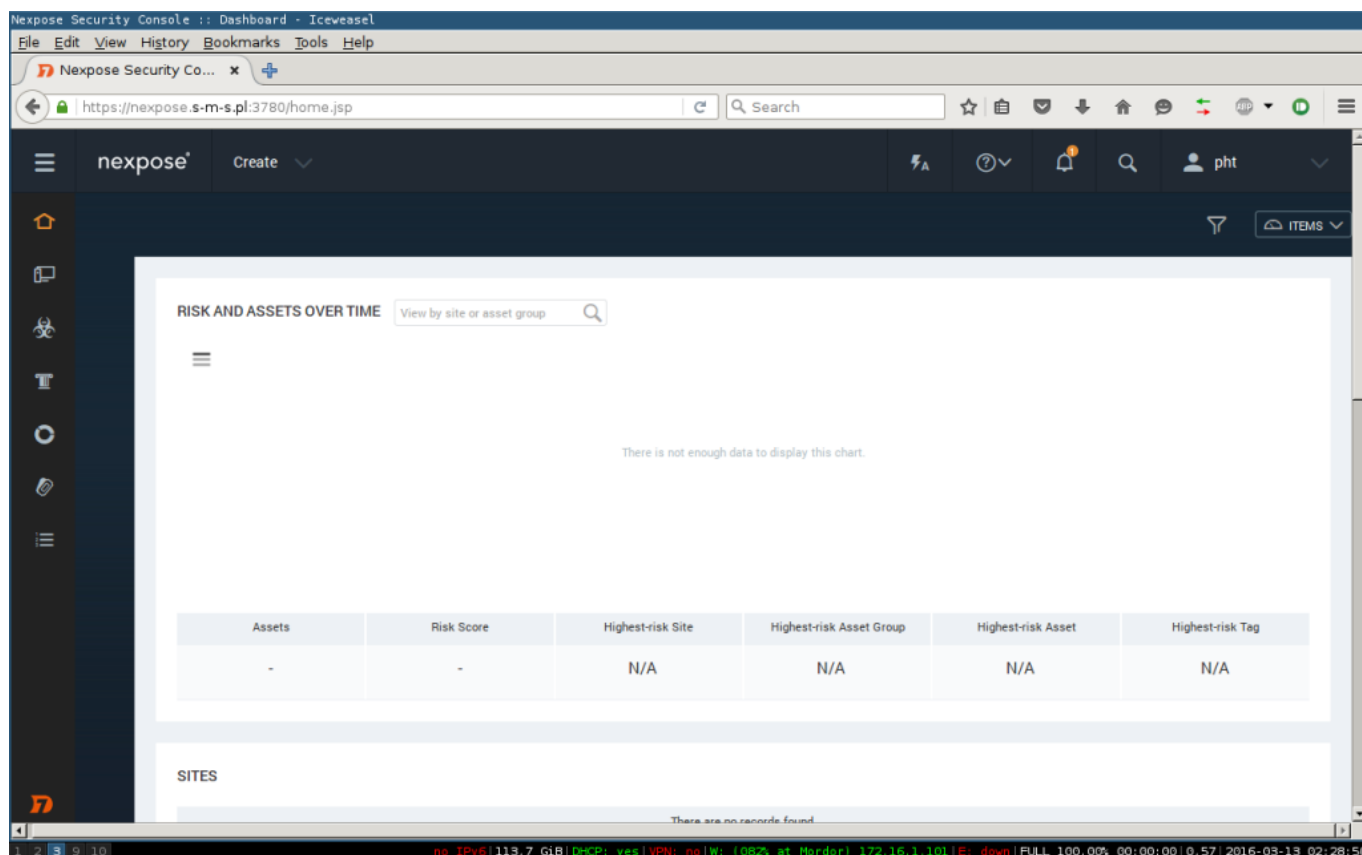 Nexpose Security Console :: Dashboard - Iceweasel
File Edit View History Bookmarks Tools Help
Nexpose Security Co...
https://nexpose.s-m-s.pl:3780/home.jsp Search
nexpose Create pht
1
ITEMS
RISK AND ASSETS OVER TIME View by site or asset group
There is not enough data to display this chart.
Assets Risk Score Highest-risk Site Highest-risk Asset Group Highest-risk Asset Highest-risk Tag
- - N/A N/A N/A N/A
SITES
There are no records found
1 2 3 9 10 no IPv6|113.7 GiB|DHCP: yes|VPN: no|W: (082% at Mordor) 172.16.1.101|E: down|FULL 100.00% 00:00:00|0.57|2016-03-13 02:28:5